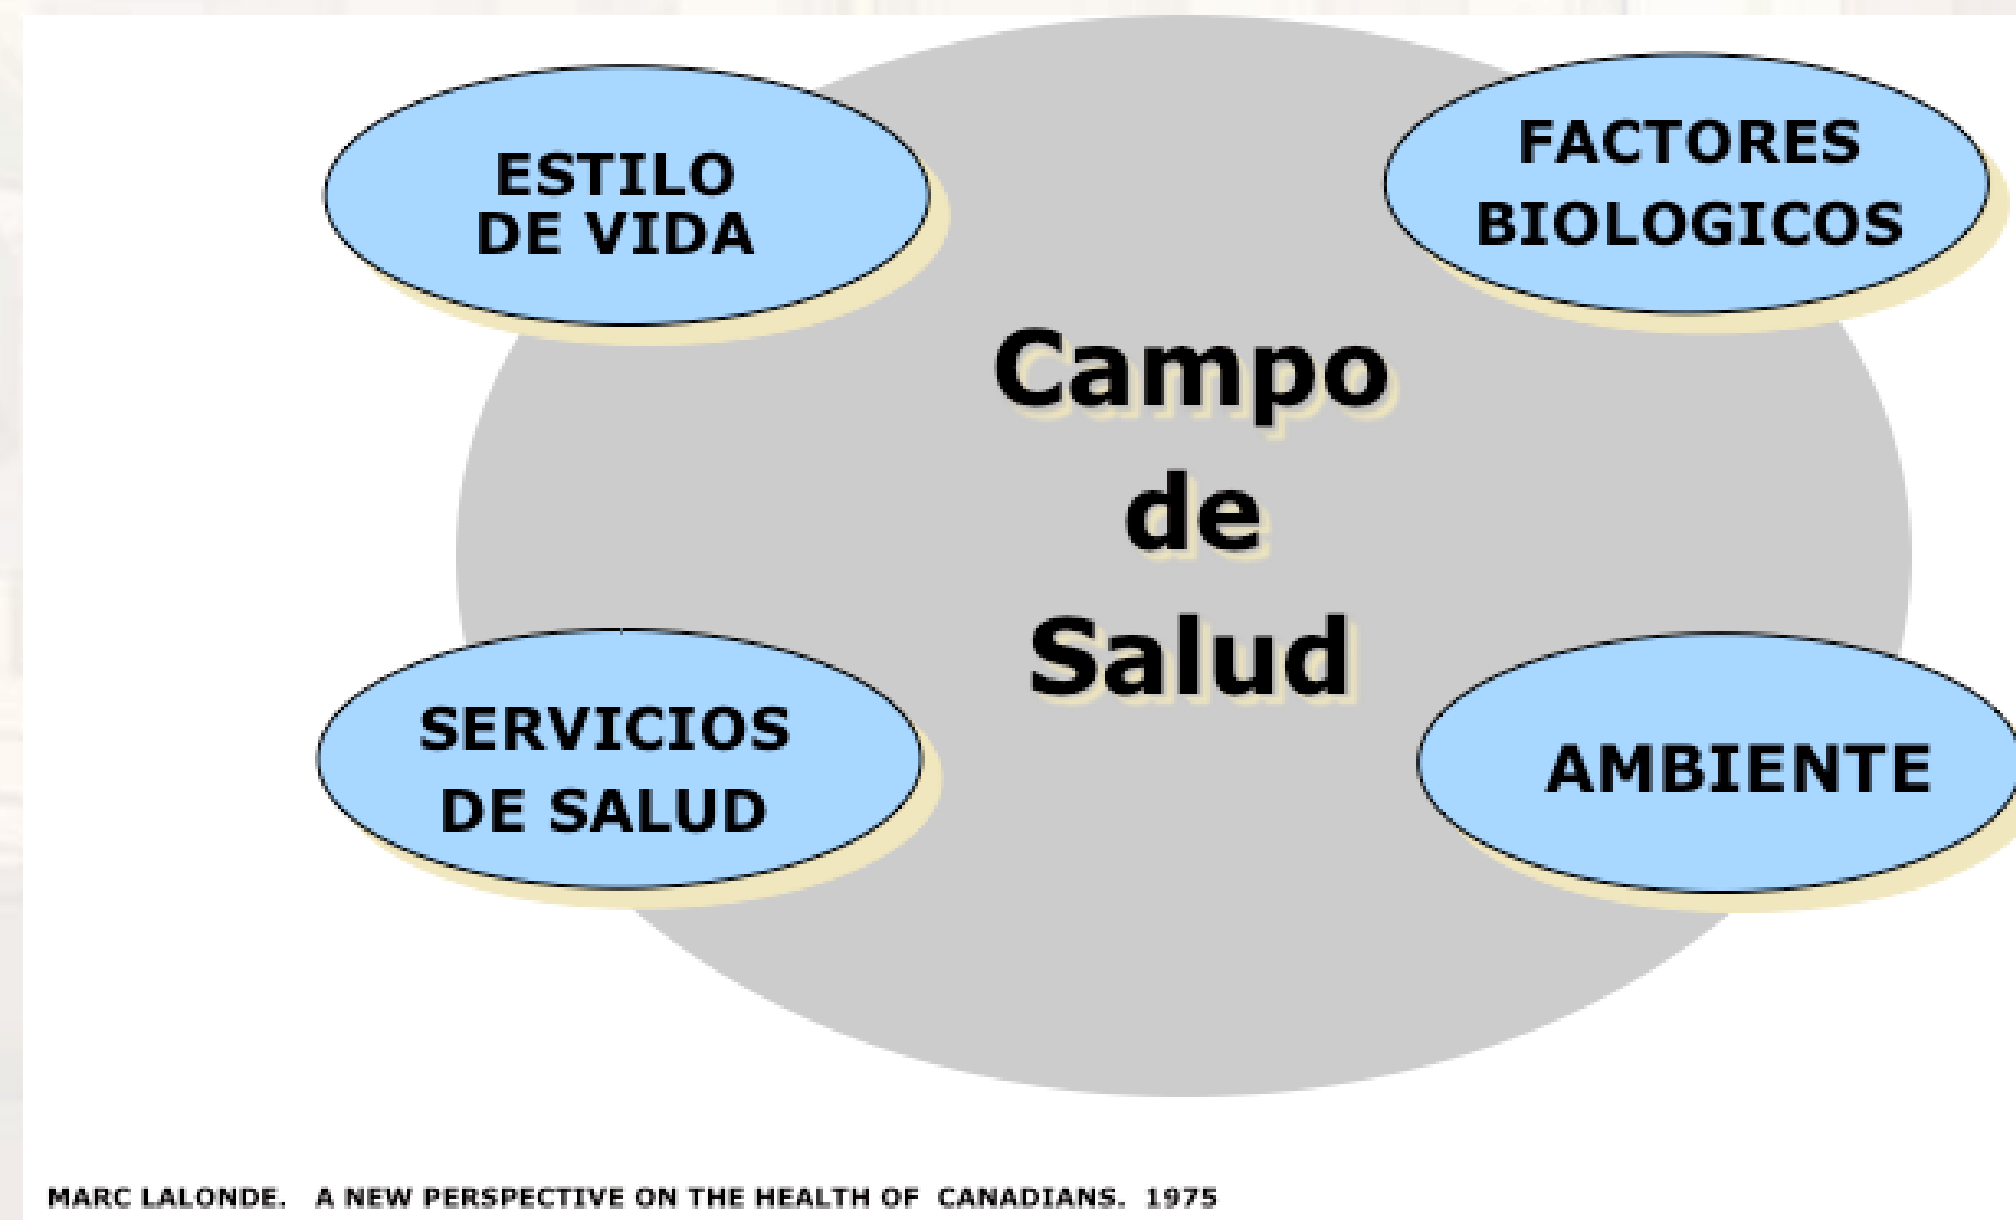 ESTILO
DE VIDA
FACTORES
BIOLOGICOS
Campo
de
Salud
SERVICIOS
DE SALUD
AMBIENTE
MARC LALONDE. A NEW PERSPECTIVE ON THE HEALTH OF CANADIANS. 1975